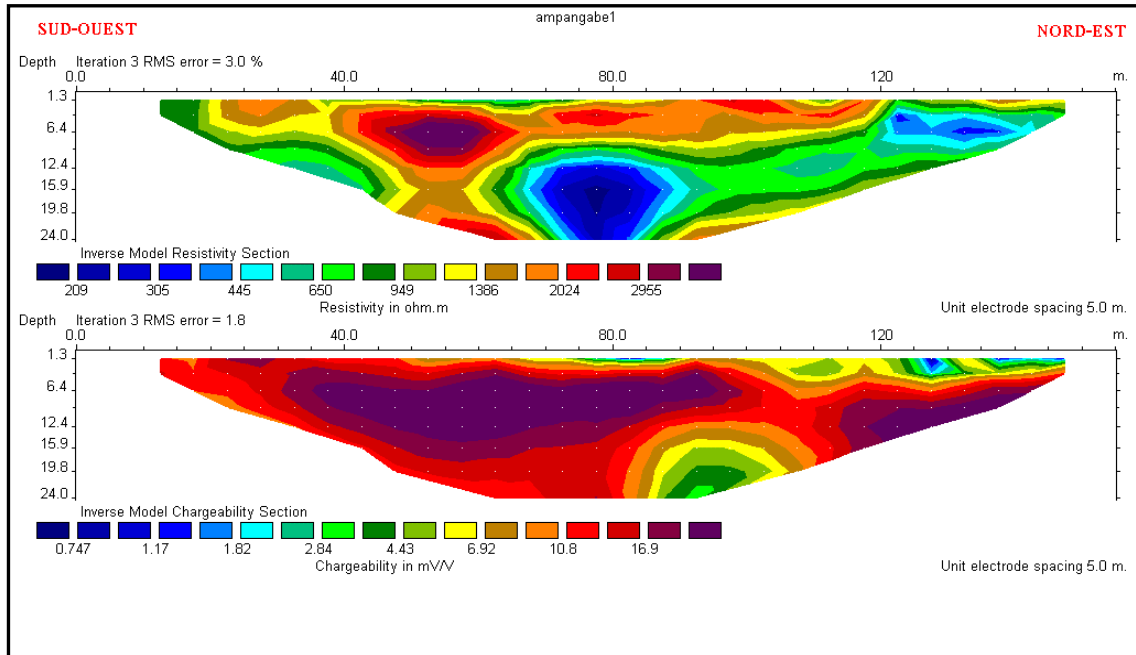 ampangabe1
SUD-OUEST
NORD-EST
Depth Iteration 3 RMS error = 3.0 %
0.0 40.0 80.0 120 m.
1.3
6.4
12.4
15.9
19.8
24.0
Inverse Model Resistivity Section
209 305 445 650 949 1386 2024 2955
Resistivity in ohm.m
Unit electrode spacing 5.0 m.
Depth Iteration 3 RMS error = 1.8
0.0 40.0 80.0 120 m.
1.3
6.4
12.4
15.9
19.8
24.0
Inverse Model Chargeability Section
0.747 1.17 1.82 2.84 4.43 6.92 10.8 16.9
Chargeability in mV/V
Unit electrode spacing 5.0 m.